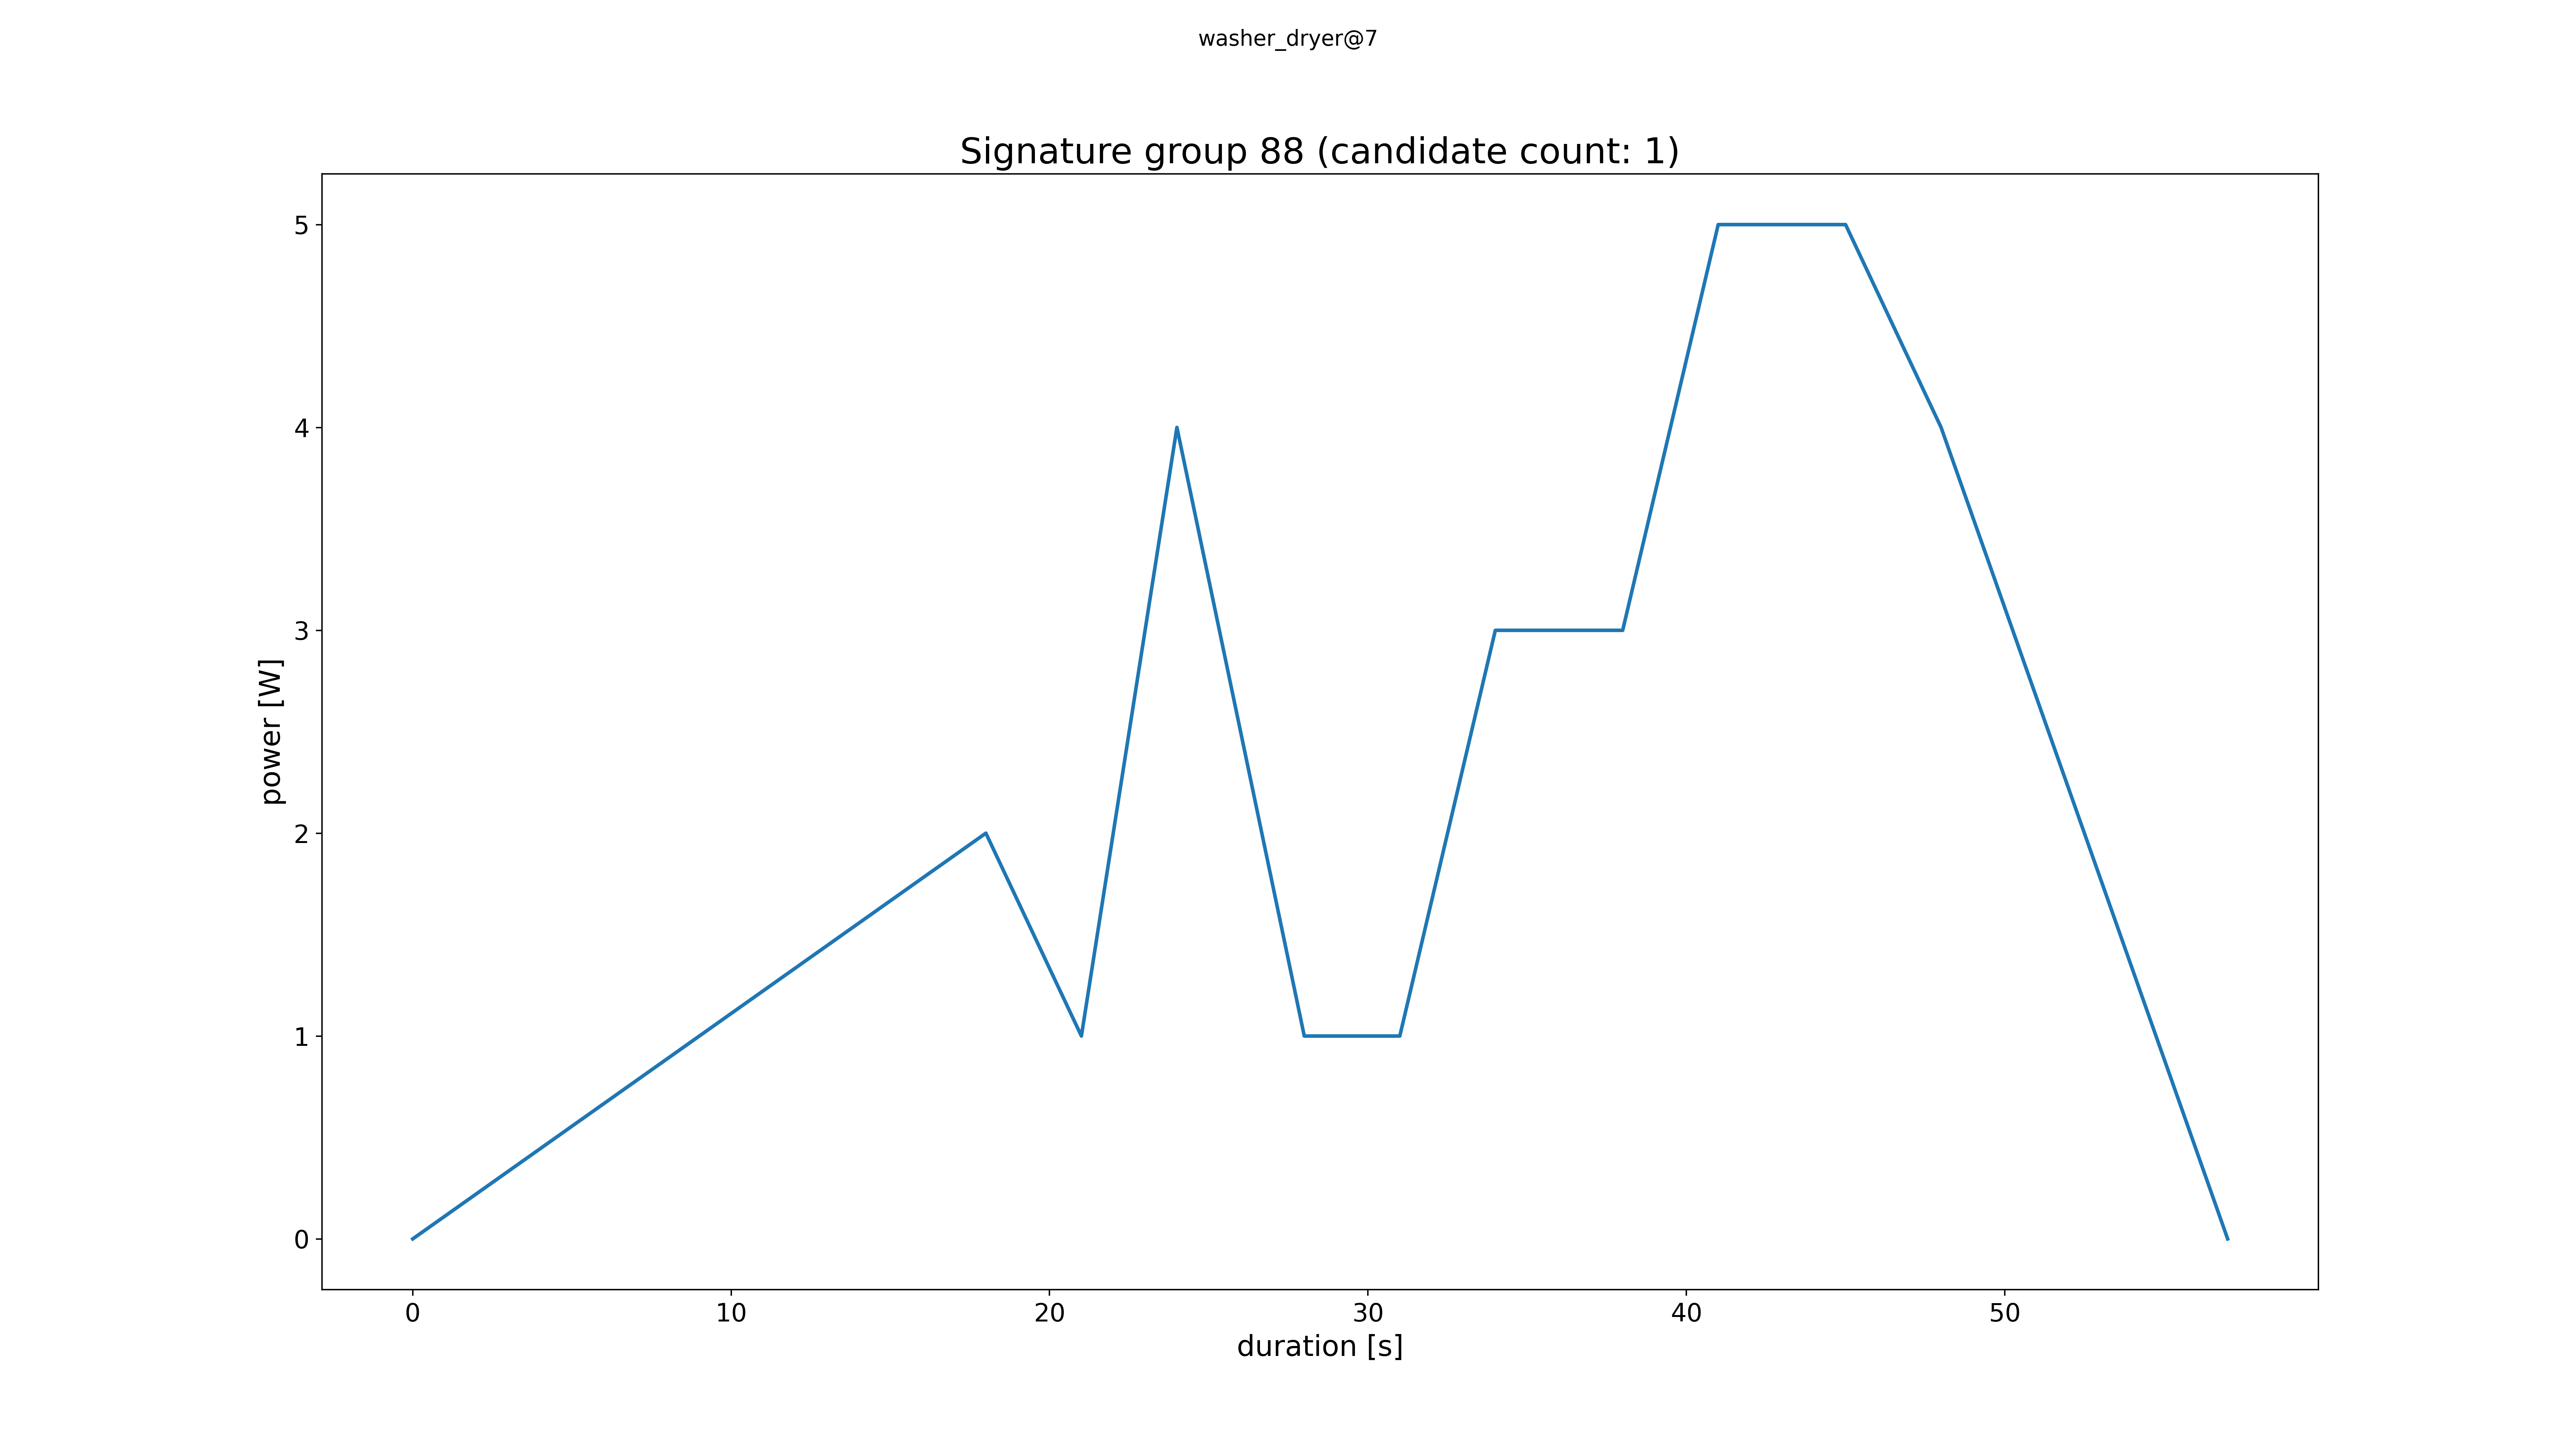 washer_dryer@7
Signature group 88 (candidate count: 1)
5
4
3
2
1
0
power [W]
0 10 20 30 40 50
duration [s]